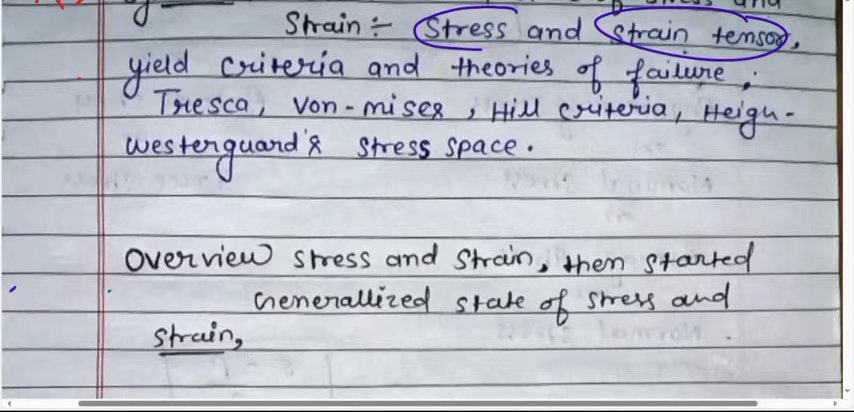 Strain :- Stress and Strain tensor,
yield criteria and theories of failure ;
Tresca, Von-mises ; Hill criteria, Heigh-
westerguard's stress space.
Overview stress and strain, then started
Generallized state of stress and
strain,